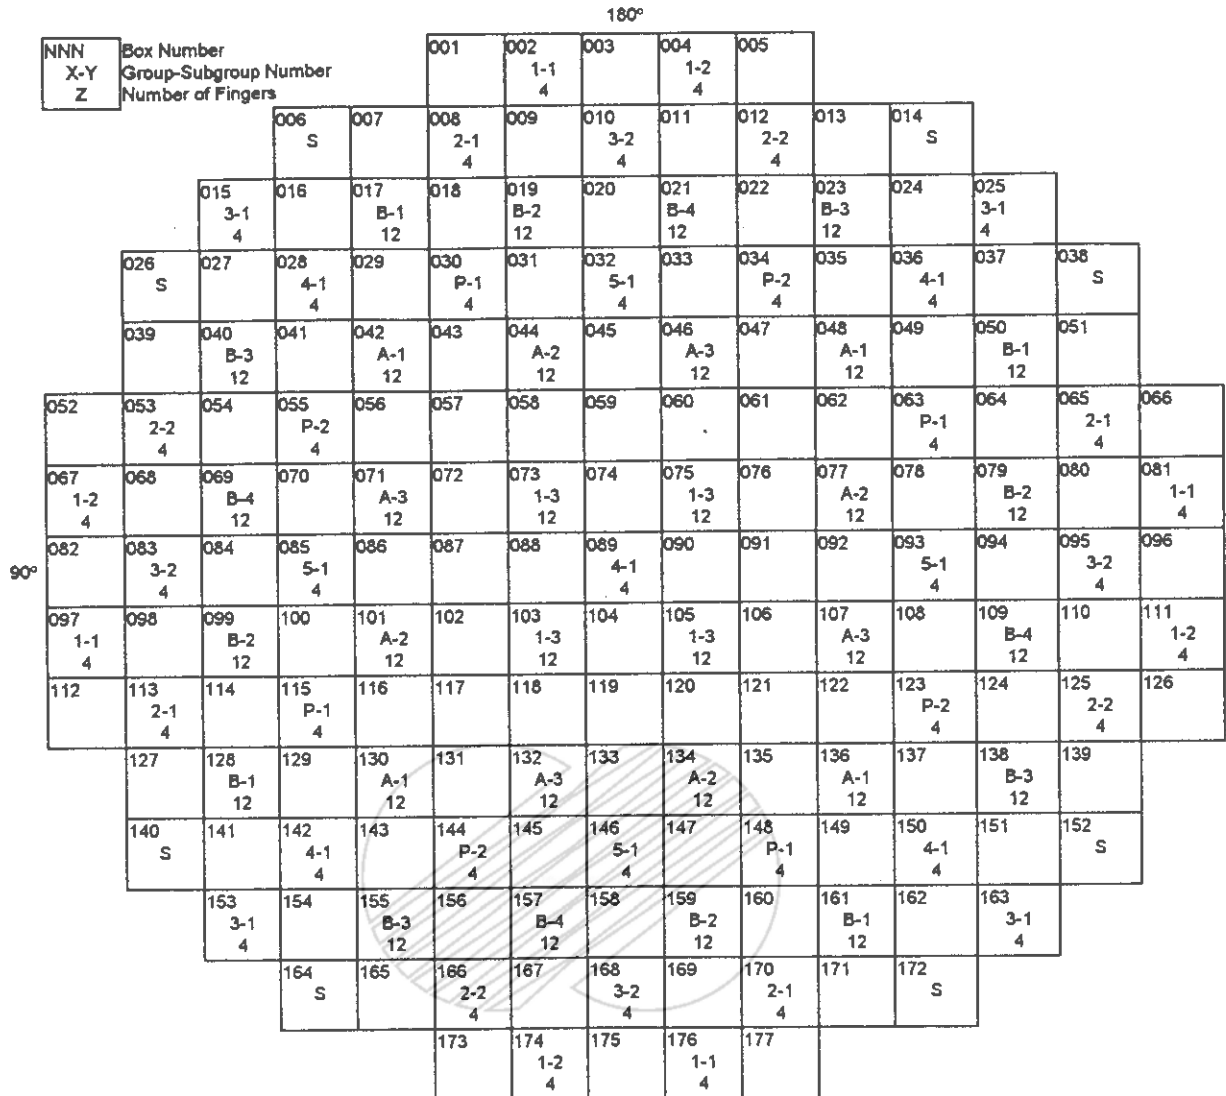 180°
NNN Box Number
X-Y Group-Subgroup Number
Z Number of Fingers
001 002 003 004 005
1-1 1-2
4 4
006 007 008 009 010 011 012 013 014
S 2-1 3-2 2-2 S
4 4 4
015 016 017 018 019 020 021 022 023 024 025
3-1 B-1 B-2 B-4 B-3 3-1
4 12 12 12 12 4
026 027 028 029 030 031 032 033 034 035 036 037 038
S 4-1 P-1 5-1 P-2 4-1 S
4 4 4 4 4
039 040 041 042 043 044 045 046 047 048 049 050 051
B-3 A-1 A-2 A-3 A-1 B-1
12 12 12 12 12 12
052 053 054 055 056 057 058 059 060 061 062 063 064 065 066
2-2 P-2 P-1 2-1
4 4 4 4
067 068 069 070 071 072 073 074 075 076 077 078 079 080 081
1-2 B-4 A-3 1-3 1-3 A-2 B-2 1-1
4 12 12 12 12 12 12 4
082 083 084 085 086 087 088 089 090 091 092 093 094 095 096
90° 3-2 5-1 4-1 5-1 3-2
4 4 4 4 4
097 098 099 100 101 102 103 104 105 106 107 108 109 110 111
1-1 B-2 A-2 1-3 1-3 A-3 B-4 1-2
4 12 12 12 12 12 12 4
112 113 114 115 116 117 118 119 120 121 122 123 124 125 126
2-1 P-1 P-2 2-2
4 4 4 4
127 128 129 130 131 132 133 134 135 136 137 138 139
B-1 A-1 A-3 A-2 A-1 B-3
12 12 12 12 12 12
140 141 142 143 144 145 146 147 148 149 150 151 152
S 4-1 P-2 5-1 P-1 4-1 S
4 4 4 4 4
153 154 155 156 157 158 159 160 161 162 163
3-1 B-3 B-4 B-2 B-1 3-1
4 12 12 12 12 4
164 165 166 167 168 169 170 171 172
S 2-2 3-2 2-1 S
4 4 4
173 174 175 176 177
1-2 1-1
4 4